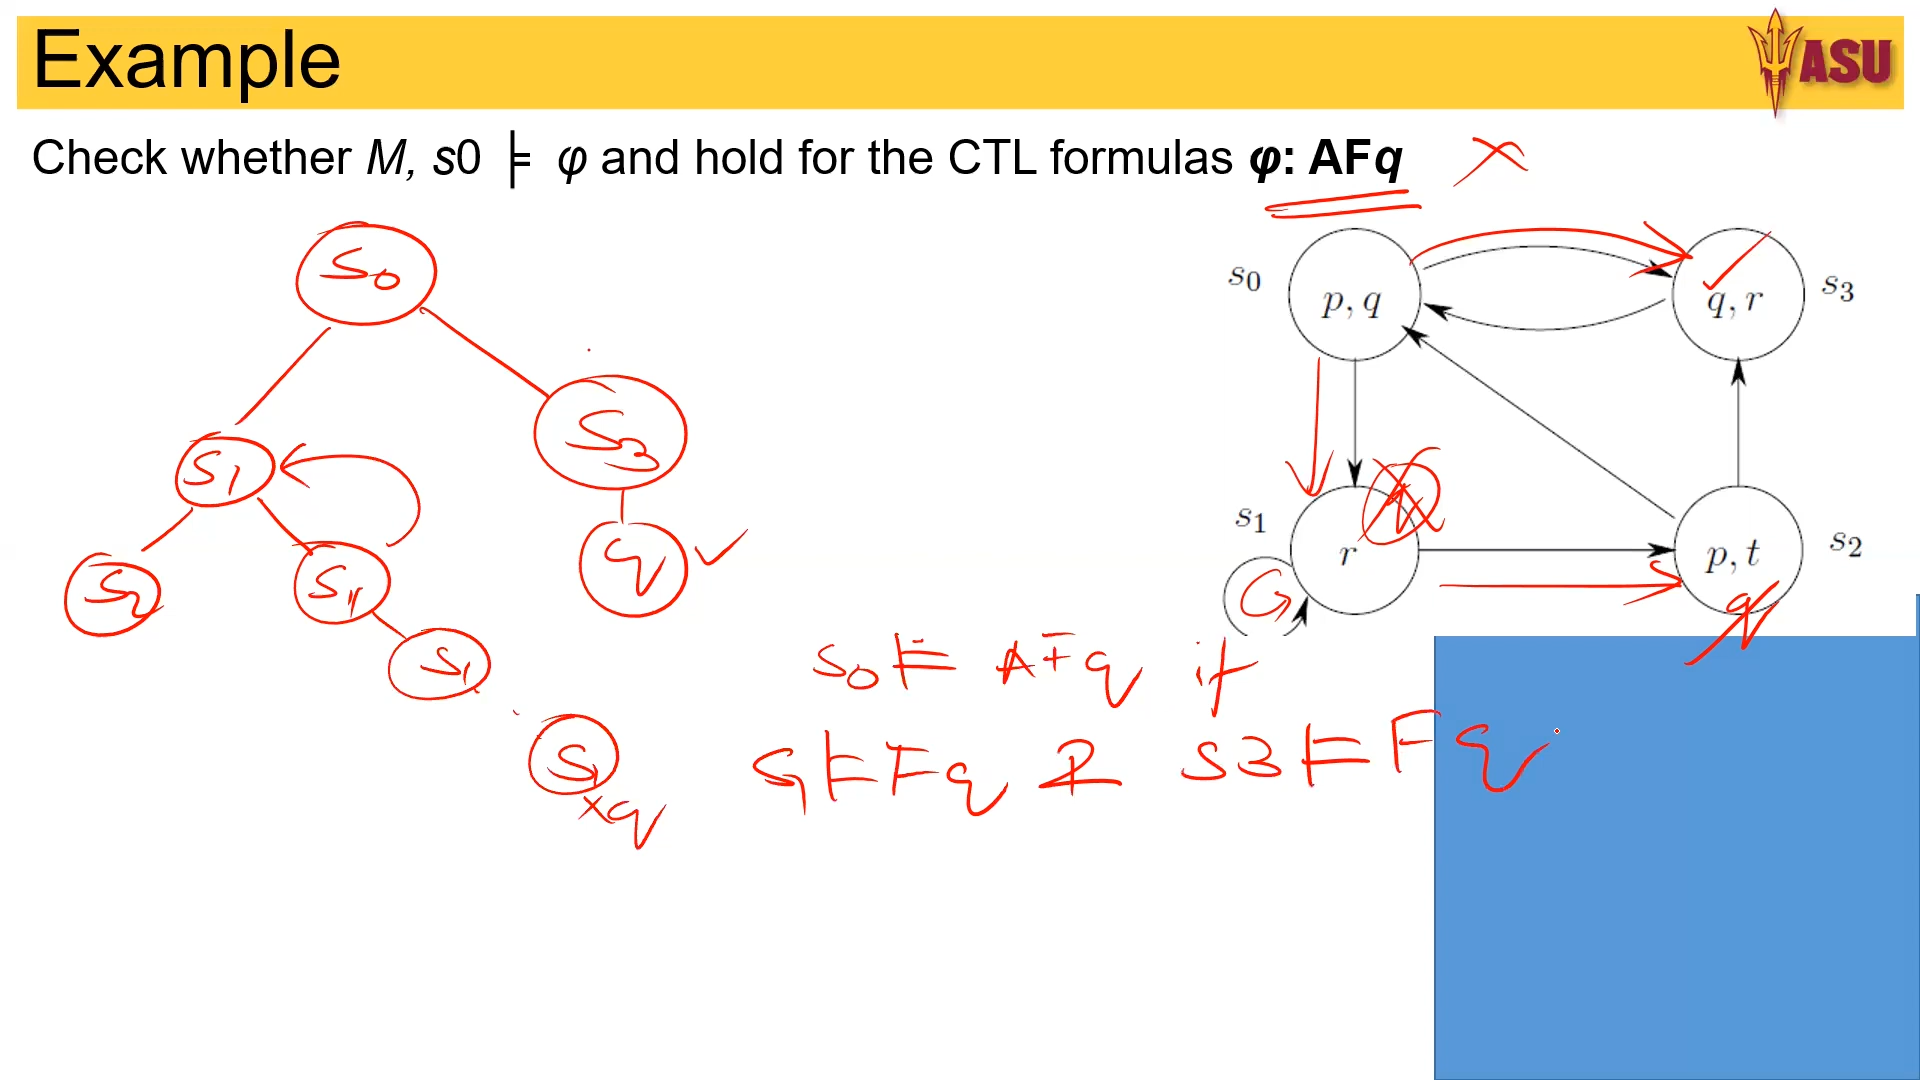 Example
ASU
Check whether M, s0 ⊨ φ and hold for the CTL formulas φ: AFq
S0
S1
S3
S2
S1
q
S1
S1
q
s0
p, q
q, r
s3
s1
r
p, t
s2
q
S0 ⊨ AFq if
S1 ⊨ Fq & S3 ⊨ Fq